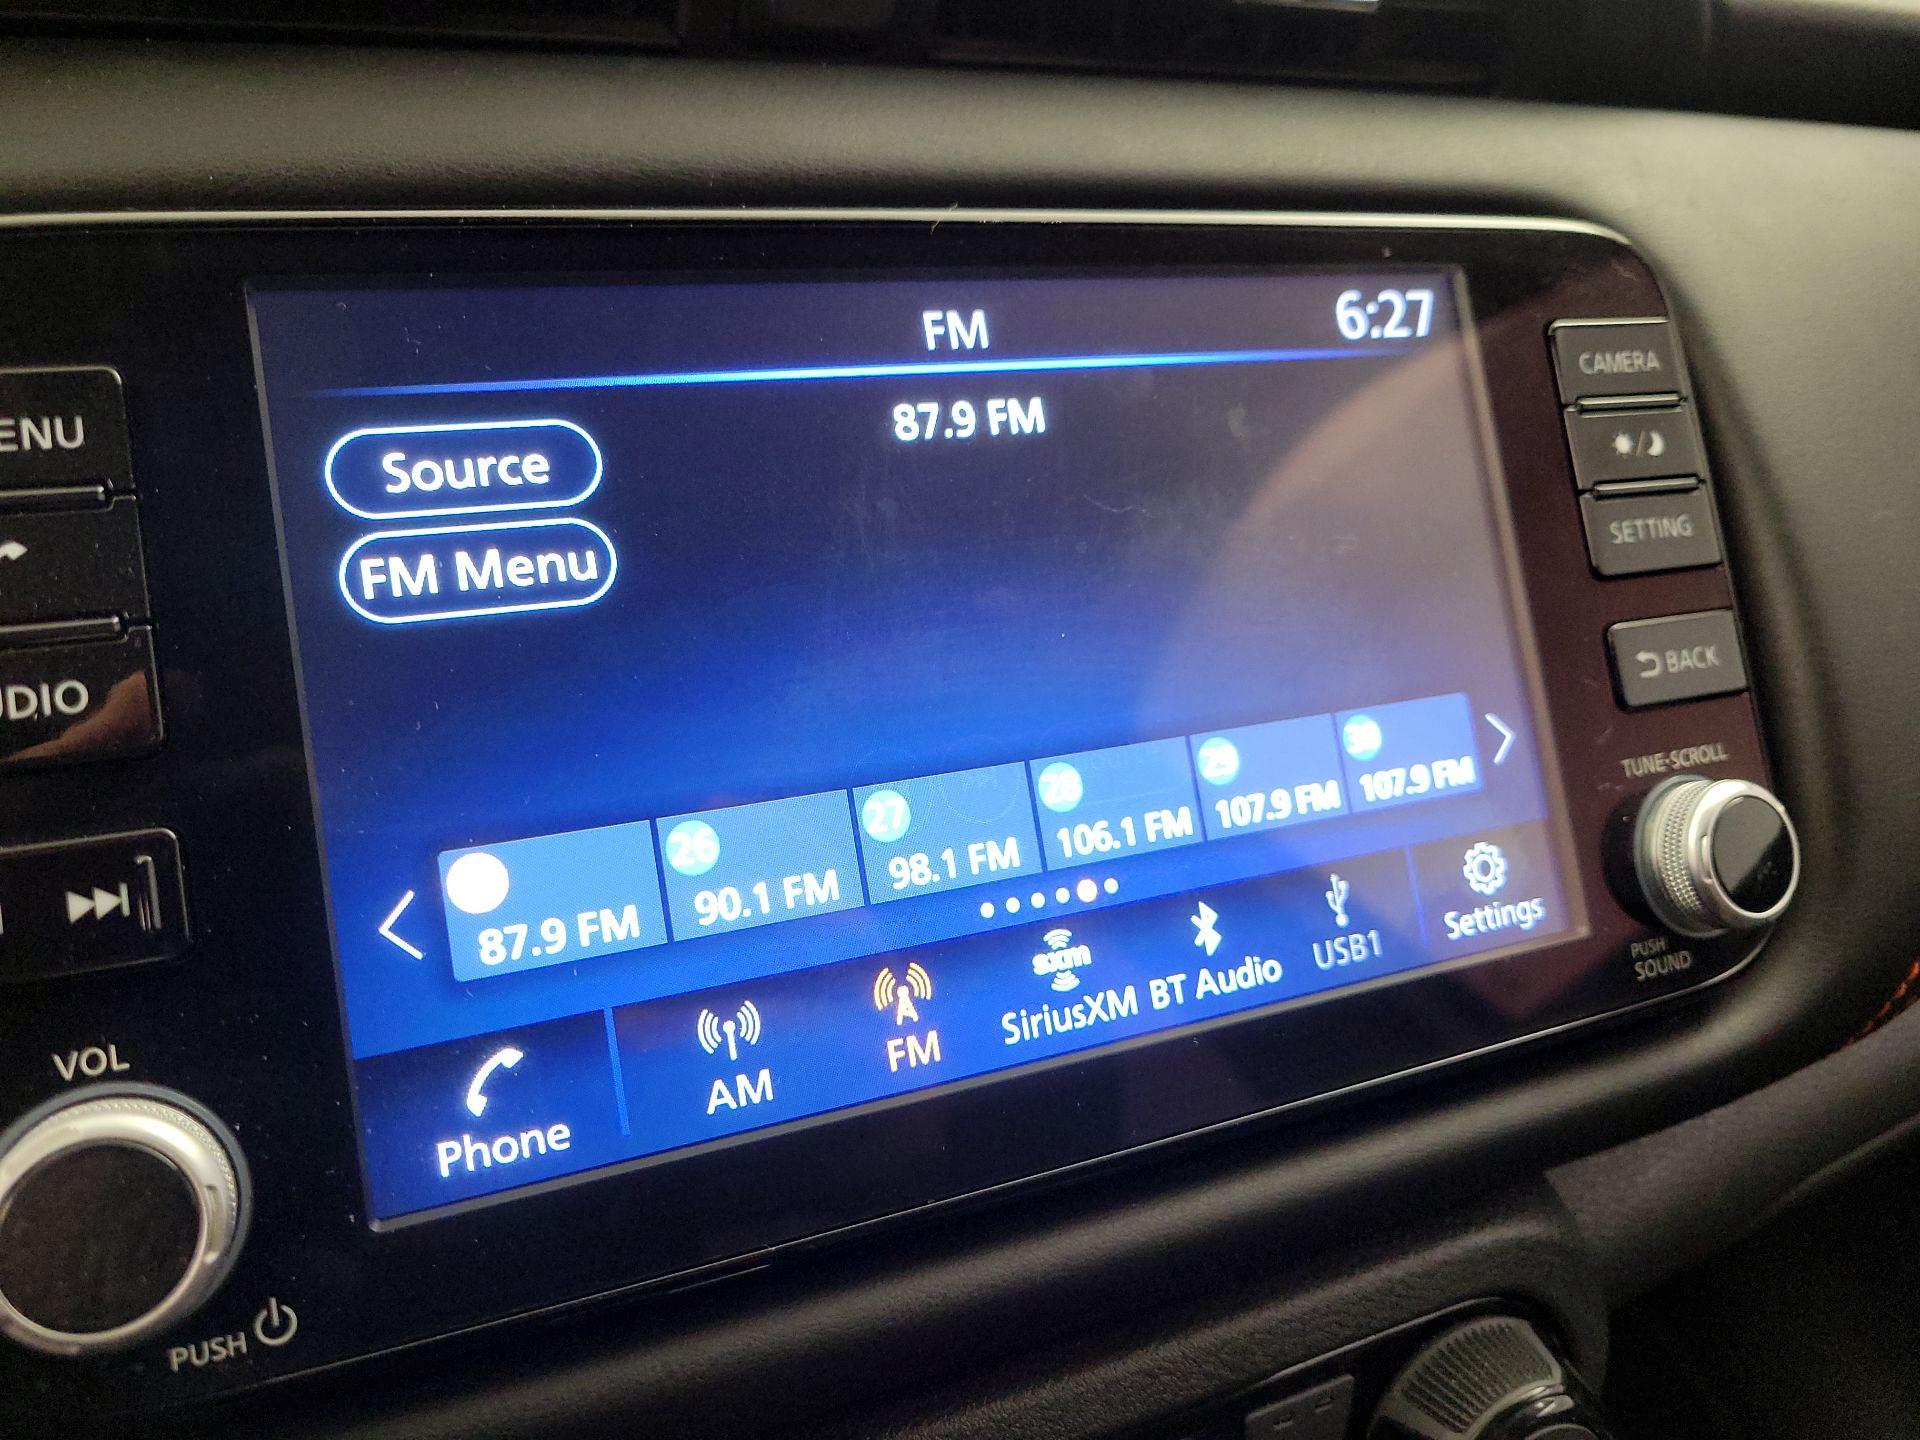 FM
6:27
87.9 FM
Source
FM Menu
26
27
28
29
30
87.9 FM
90.1 FM
98.1 FM
106.1 FM
107.9 FM
107.9 FM
Phone
AM
FM
sxm
SiriusXM
BT Audio
USB1
Settings
ENU
UDIO
VOL
PUSH
CAMERA
SETTING
BACK
TUNE·SCROLL
PUSH
SOUND